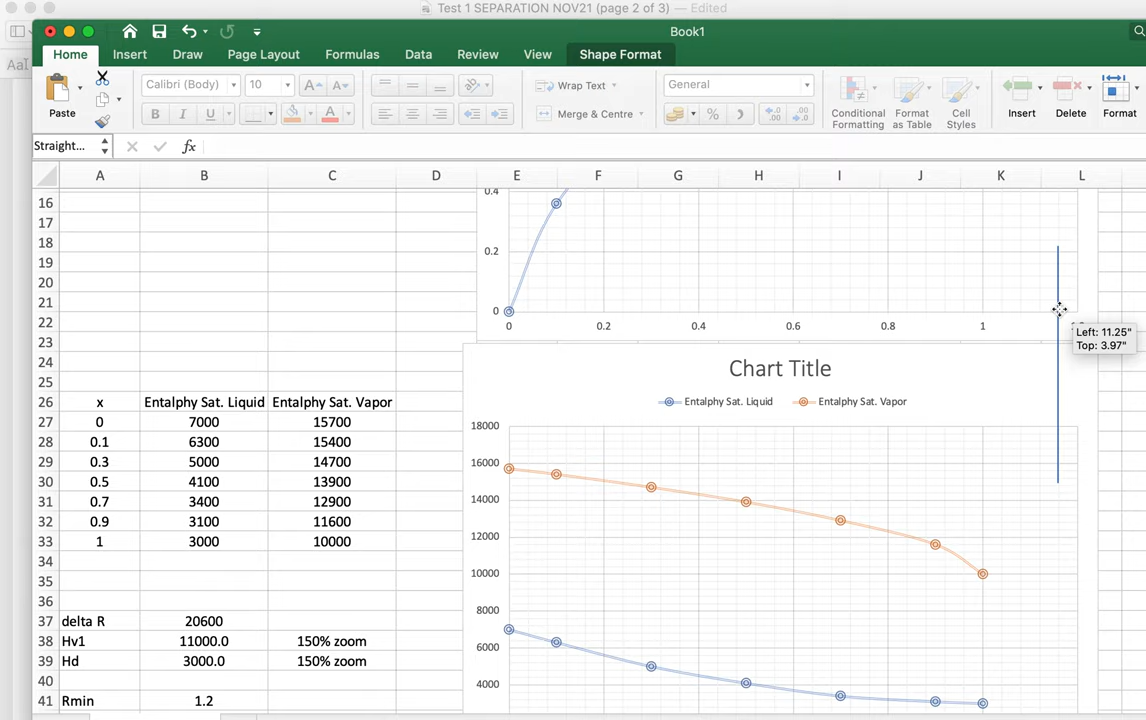 Test 1 SEPARATION NOV21 (page 2 of 3) — Edited
Book1
Home Insert Draw Page Layout Formulas Data Review View Shape Format
Paste Calibri (Body) 10 Wrap Text General
B I U A Merge & Centre % Conditional Formatting Format as Table Cell Styles Insert Delete Format
Straight... fx
A B C D E F G H I J K L
16 0.4
17
18
19 0.2
20
21
22 0
0 0.2 0.4 0.6 0.8 1
23
24 Chart Title
25
26 x Entalphy Sat. Liquid Entalphy Sat. Vapor
Entalphy Sat. Liquid Entalphy Sat. Vapor
27 0 7000 15700
28 0.1 6300 15400
29 0.3 5000 14700
30 0.5 4100 13900
31 0.7 3400 12900
32 0.9 3100 11600
33 1 3000 10000
34
35
36
37 delta R 20600
38 Hv1 11000.0 150% zoom
39 Hd 3000.0 150% zoom
40
41 Rmin 1.2
18000
16000
14000
12000
10000
8000
6000
4000
Left: 11.25"
Top: 3.97"